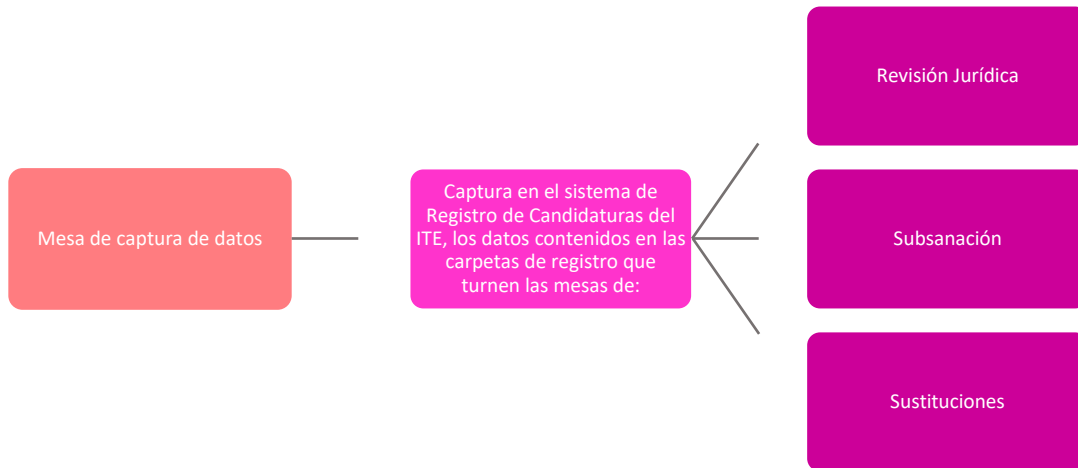 Revisión Jurídica
Mesa de captura de datos
Captura en el sistema de
Registro de Candidaturas del
ITE, los datos contenidos en las
carpetas de registro que
turnen las mesas de:
Subsanación
Sustituciones